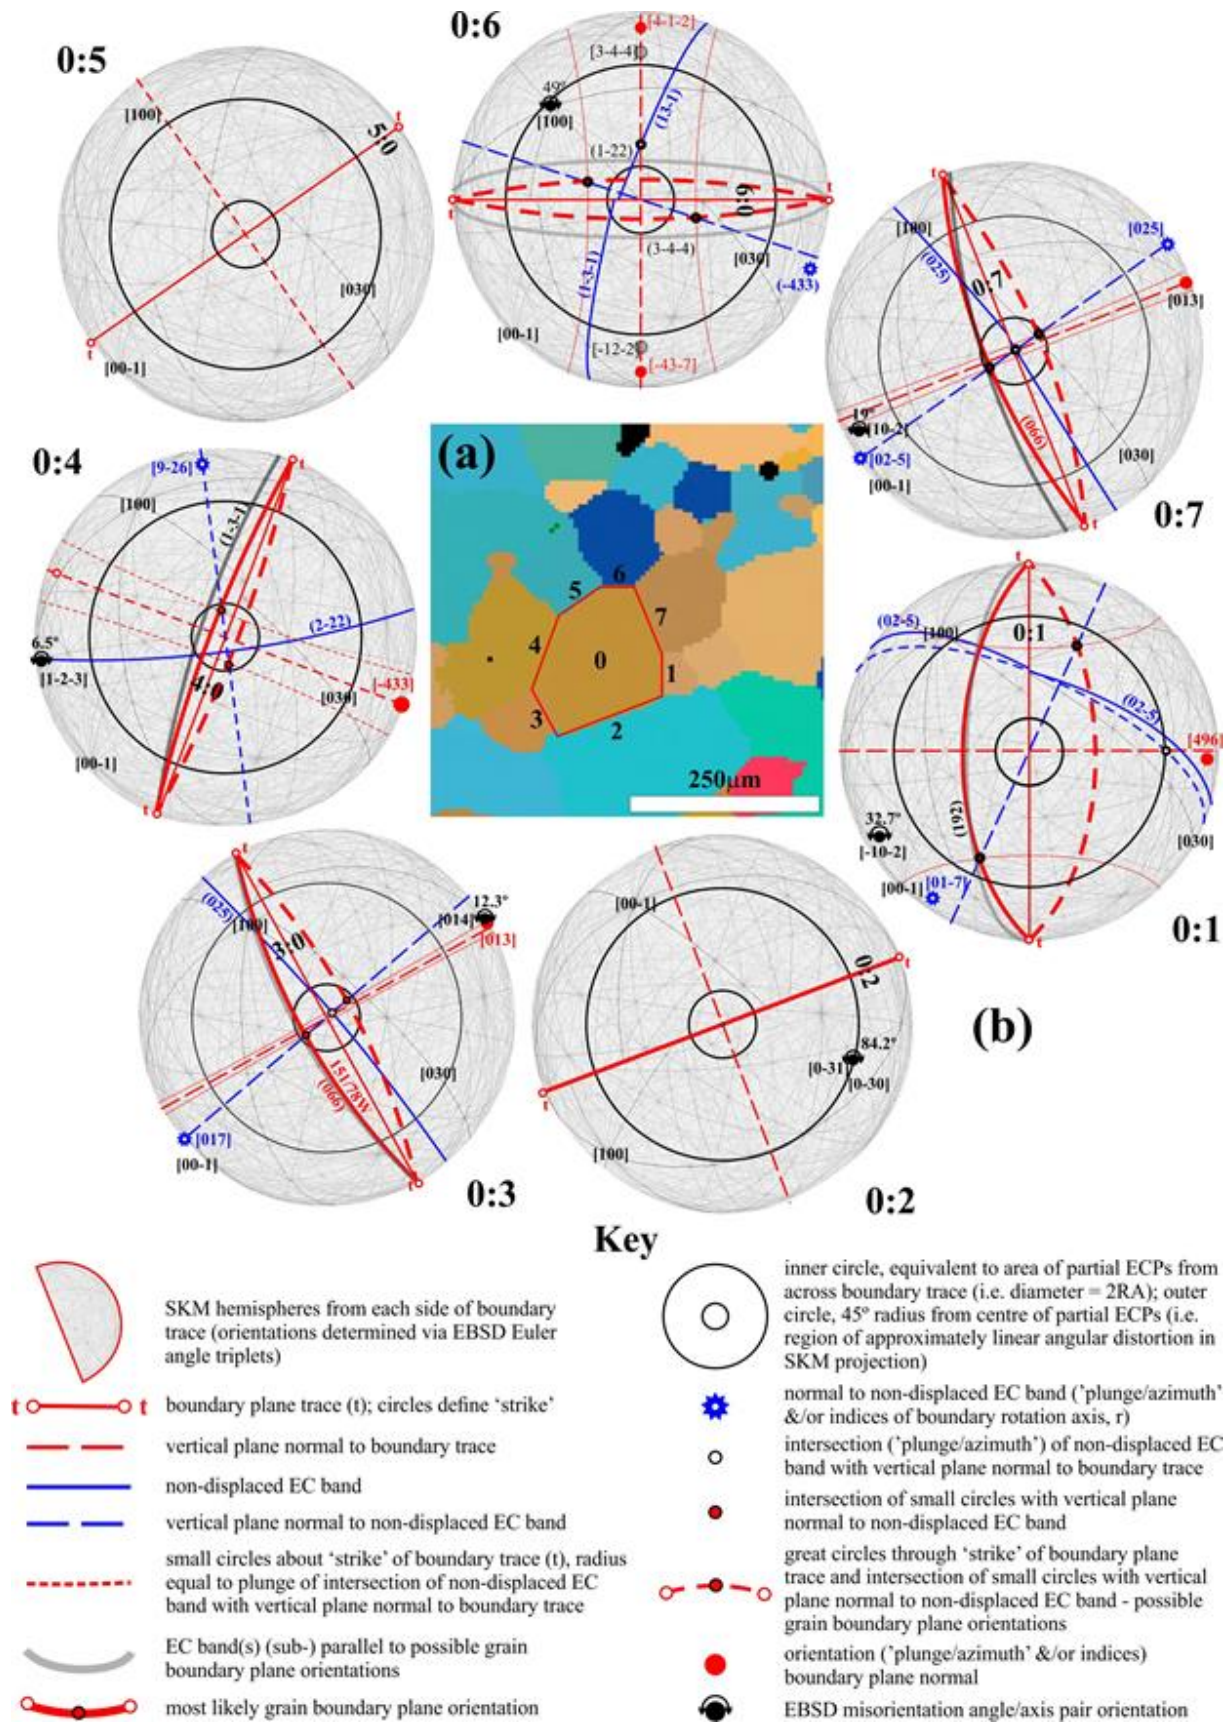 0:5
[100]
t
5:0
[030]
t
[00-1]
0:6
[4-1-2]
[3-4-4]
49º
[100]
(13-1)
(1-22)
t
t
0:6
(3-4-4)
[030]
(-433)
(1-3-1)
[00-1]
[-12-2]
[-43-7]
t
[100]
[025]
(025)
0:7
[013]
19º
[10-2]
(066)
[02-5]
[030]
[00-1]
t
0:7
0:4
[9-26]
t
[100]
(1-3-1)
(2-22)
6.5º
[1-2-3]
4:0
[030]
[-433]
[00-1]
t
(a)
6
5
7
4
0
1
3
2
250µm
t
(02-5)
[100]
0:1
(02-5)
[496]
32.7º
[-10-2]
(192)
[030]
[00-1]
[01-7]
t
0:1
t
(025)
[100]
3:0
12.3º
[014]
[013]
[030]
151/78W
(066)
[017]
[00-1]
t
0:3
[00-1]
0:2
t
84.2º
[0-31]
[0-30]
t
[100]
0:2
(b)
Key
SKM hemispheres from each side of boundary
trace (orientations determined via EBSD Euler
angle triplets)
t t boundary plane trace (t); circles define ‘strike’
vertical plane normal to boundary trace
non-displaced EC band
vertical plane normal to non-displaced EC band
small circles about ‘strike’ of boundary trace (t), radius
equal to plunge of intersection of non-displaced EC
band with vertical plane normal to boundary trace
EC band(s) (sub-) parallel to possible grain
boundary plane orientations
most likely grain boundary plane orientation
inner circle, equivalent to area of partial ECPs from
across boundary trace (i.e. diameter = 2RA); outer
circle, 45º radius from centre of partial ECPs (i.e.
region of approximately linear angular distortion in
SKM projection)
normal to non-displaced EC band (’plunge/azimuth’
&/or indices of boundary rotation axis, r)
intersection (’plunge/azimuth’) of non-displaced EC
band with vertical plane normal to boundary trace
intersection of small circles with vertical plane
normal to non-displaced EC band
great circles through ‘strike’ of boundary plane
trace and intersection of small circles with vertical
plane normal to non-displaced EC band - possible
grain boundary plane orientations
orientation (’plunge/azimuth’ &/or indices)
boundary plane normal
EBSD misorientation angle/axis pair orientation